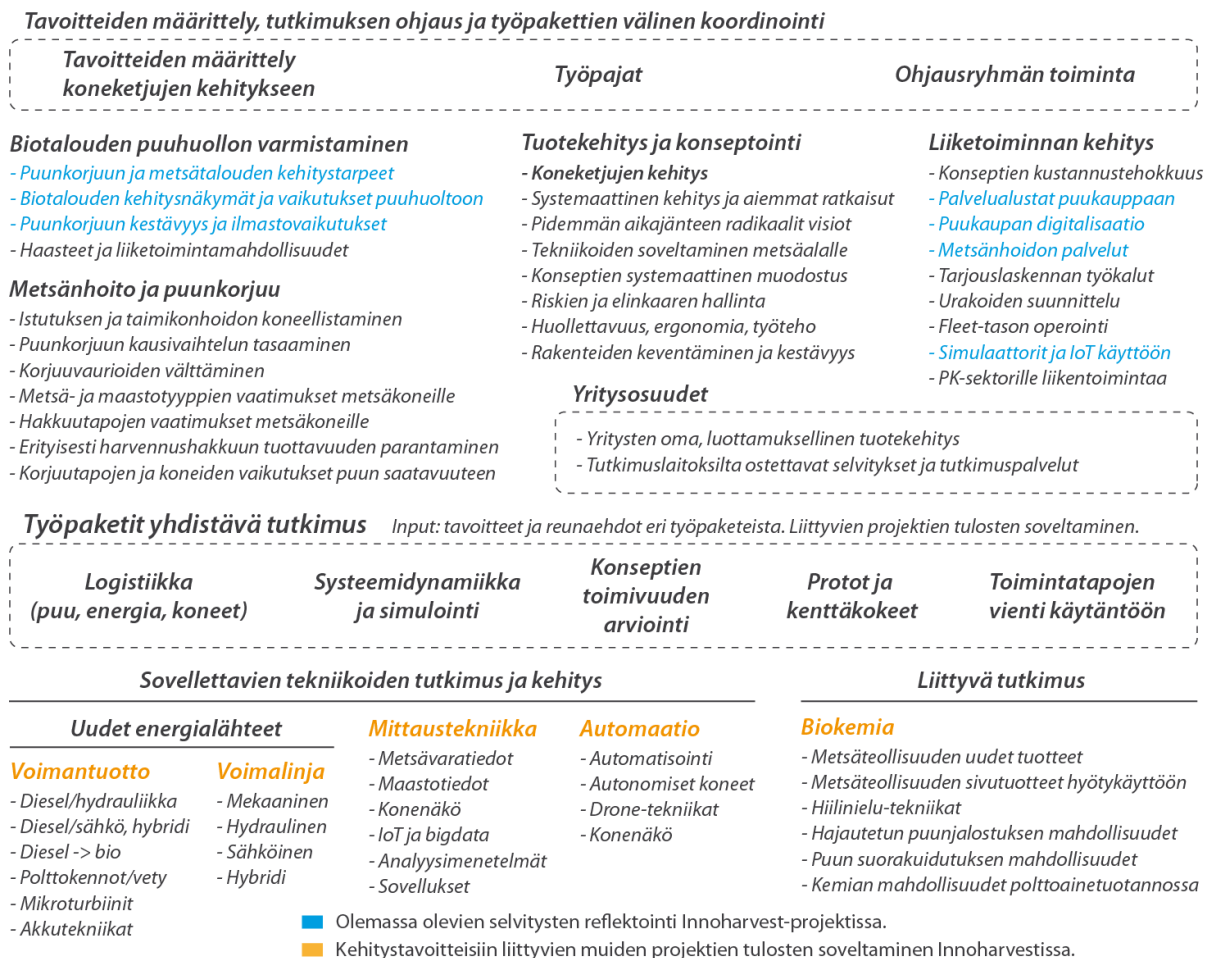 Tavoitteiden määrittely, tutkimuksen ohjaus ja työpakettien välinen koordinointi
Tavoitteiden määrittely
koneketjujen kehitykseen
Työpajat
Ohjausryhmän toiminta
Biotalouden puuhuollon varmistaminen
- Puunkorjuun ja metsätalouden kehitystarpeet
- Biotalouden kehitysnäkymät ja vaikutukset puuhuoltoon
- Puunkorjuun kestävyys ja ilmastovaikutukset
- Haasteet ja liiketoimintamahdollisuudet
Metsänhoito ja puunkorjuu
- Istutuksen ja taimikonhoidon koneellistaminen
- Puunkorjuun kausivaihtelun tasaaminen
- Korjuuvaurioiden välttäminen
- Metsä- ja maastotyyppien vaatimukset metsäkoneille
- Hakkuutapojen vaatimukset metsäkoneille
- Erityisesti harvennushakkuun tuottavuuden parantaminen
- Korjuutapojen ja koneiden vaikutukset puun saatavuuteen
Tuotekehitys ja konseptointi
- Koneketjujen kehitys
- Systemaattinen kehitys ja aiemmat ratkaisut
- Pidemmän aikajänteen radikaalit visiot
- Tekniikoiden soveltaminen metsäalalle
- Konseptien systemaattinen muodostus
- Riskien ja elinkaaren hallinta
- Huollettavuus, ergonomia, työteho
- Rakenteiden keventäminen ja kestävyys
Liiketoiminnan kehitys
- Konseptien kustannustehokkuus
- Palvelualustat puukauppaan
- Puukaupan digitalisaatio
- Metsänhoidon palvelut
- Tarjouslaskennan työkalut
- Urakoiden suunnittelu
- Fleet-tason operointi
- Simulaattorit ja IoT käyttöön
- PK-sektorille liikentoimintaa
Yritysosuudet
- Yritysten oma, luottamuksellinen tuotekehitys
- Tutkimuslaitoksilta ostettavat selvitykset ja tutkimuspalvelut
Työpaketit yhdistävä tutkimus Input: tavoitteet ja reunaehdot eri työpaketeista. Liittyvien projektien tulosten soveltaminen.
Logistiikka
(puu, energia, koneet)
Systeemidynamiikka
ja simulointi
Konseptien
toimivuuden
arviointi
Protot ja
kenttäkokeet
Toimintatapojen
vienti käytäntöön
Sovellettavien tekniikoiden tutkimus ja kehitys
Uudet energialähteet
Voimantuotto
- Diesel/hydrauliikka
- Diesel/sähkö, hybridi
- Diesel -> bio
- Polttokennot/vety
- Mikroturbiinit
- Akkutekniikat
Voimalinja
- Mekaaninen
- Hydraulinen
- Sähköinen
- Hybridi
Mittaustekniikka
- Metsävaratiedot
- Maastotiedot
- Konenäkö
- IoT ja bigdata
- Analyysimenetelmät
- Sovellukset
Automaatio
- Automatisointi
- Autonomiset koneet
- Drone-tekniikat
- Konenäkö
Liittyvä tutkimus
Biokemia
- Metsäteollisuuden uudet tuotteet
- Metsäteollisuuden sivutuotteet hyötykäyttöön
- Hiilinielu-tekniikat
- Hajautetun puunjalostuksen mahdollisuudet
- Puun suorakuidutuksen mahdollisuudet
- Kemian mahdollisuudet polttoainetuotannossa
Olemassa olevien selvitysten reflektointi Innoharvest-projektissa.
Kehitystavoitteisiin liittyvien muiden projektien tulosten soveltaminen Innoharvestissa.